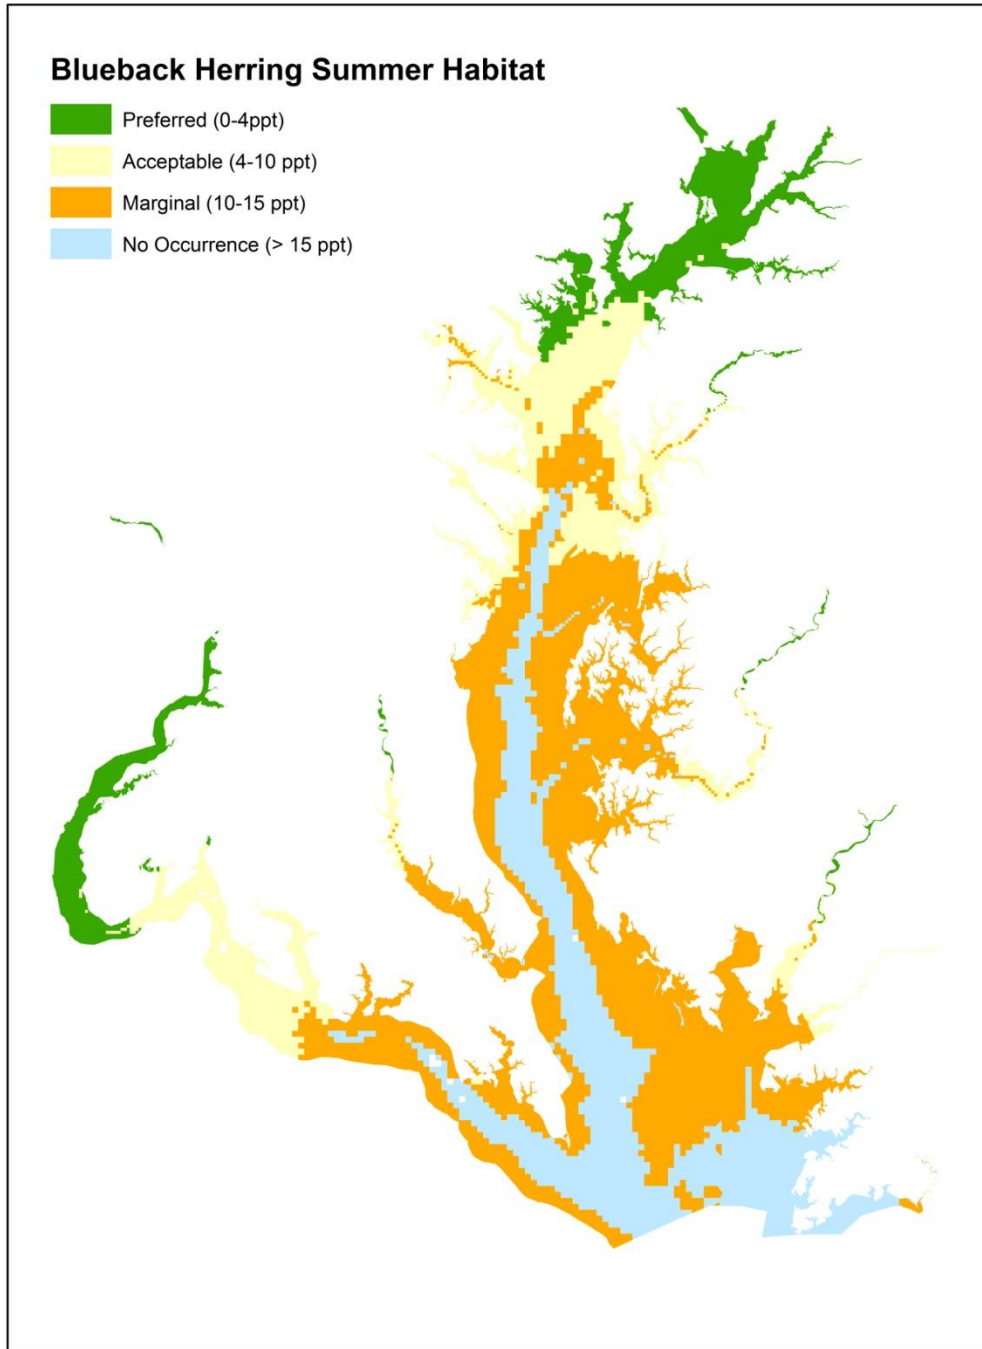 Blueback Herring Summer Habitat
Preferred (0-4ppt)
Acceptable (4-10 ppt)
Marginal (10-15 ppt)
No Occurrence (> 15 ppt)